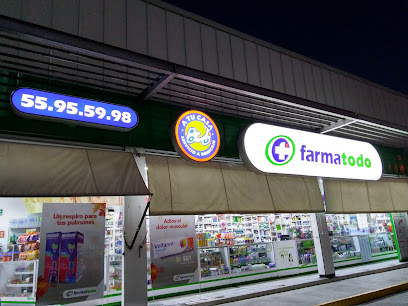 55.95.59.98
A TU CASA
farmatodo
Un respiro para
tus pulmones
Adiós al
dolor muscular